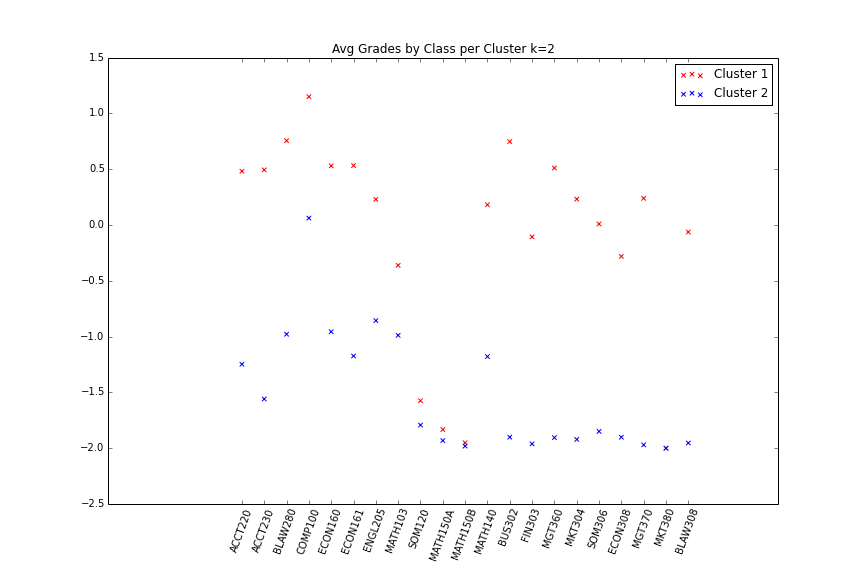 Avg Grades by Class per Cluster k=2
Cluster 1
Cluster 2
1.5
1.0
0.5
0.0
−0.5
−1.0
−1.5
−2.0
−2.5
ACCT220
ACCT230
BLAW280
COMP100
ECON160
ECON161
ENGL205
MATH103
SOM120
MATH150A
MATH150B
MATH140
BUS302
FIN303
MGT360
MKT304
SOM306
ECON308
MGT370
MKT380
BLAW308